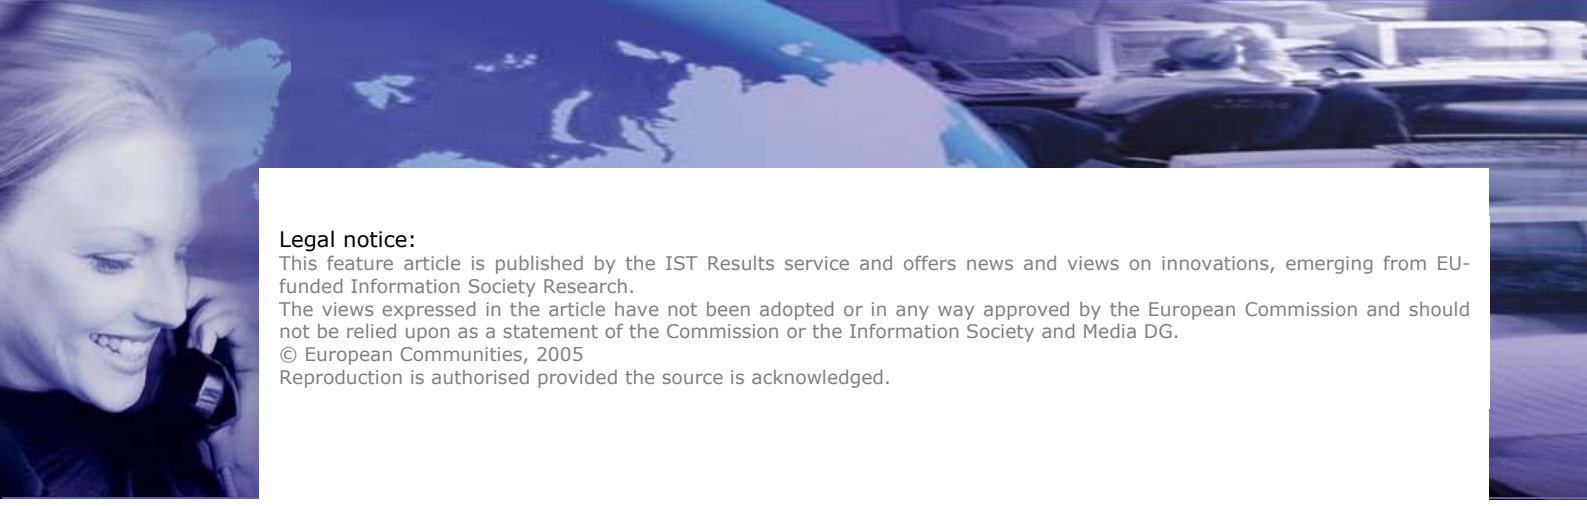 Legal notice:
This feature article is published by the IST Results service and offers news and views on innovations, emerging from EU-
funded Information Society Research.
The views expressed in the article have not been adopted or in any way approved by the European Commission and should
not be relied upon as a statement of the Commission or the Information Society and Media DG.
© European Communities, 2005
Reproduction is authorised provided the source is acknowledged.